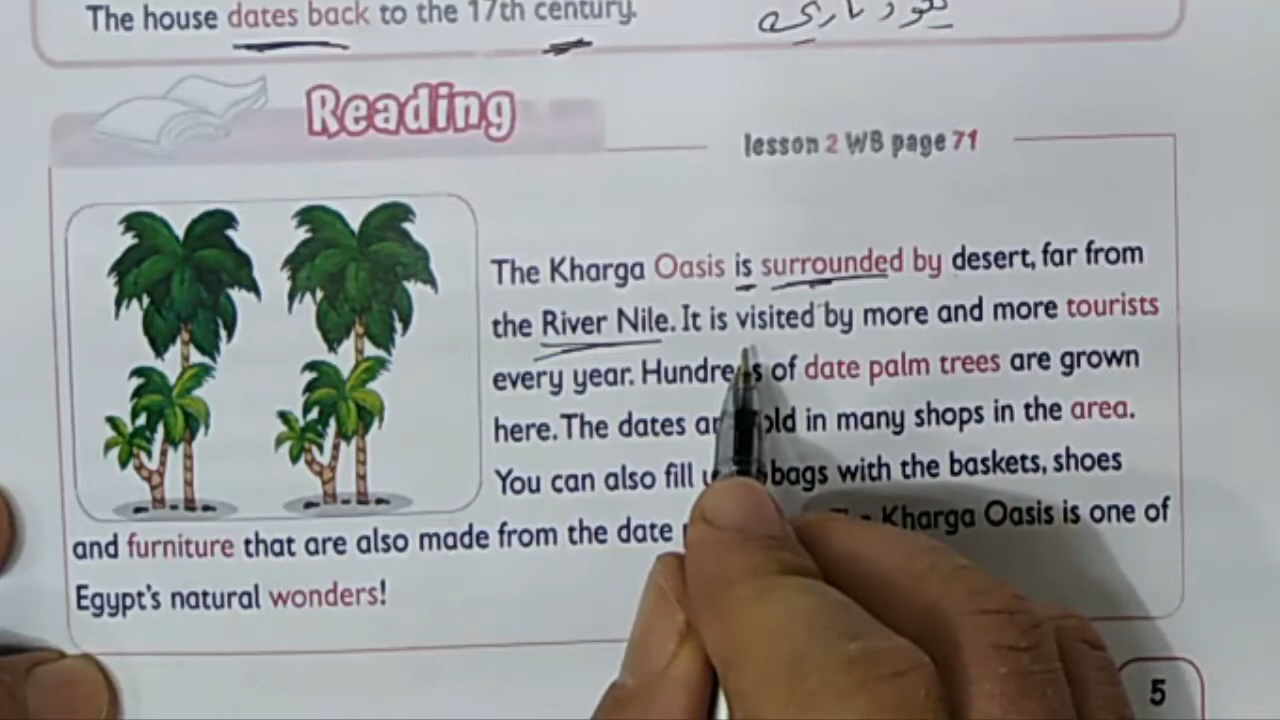 The house dates back to the 17th century.
Reading
lesson 2 WB page 71
The Kharga Oasis is surrounded by desert, far from
the River Nile. It is visited by more and more tourists
every year. Hundreds of date palm trees are grown
here. The dates are sold in many shops in the area.
You can also fill bags with the baskets, shoes
and furniture that are also made from the date Kharga Oasis is one of
Egypt's natural wonders!
5